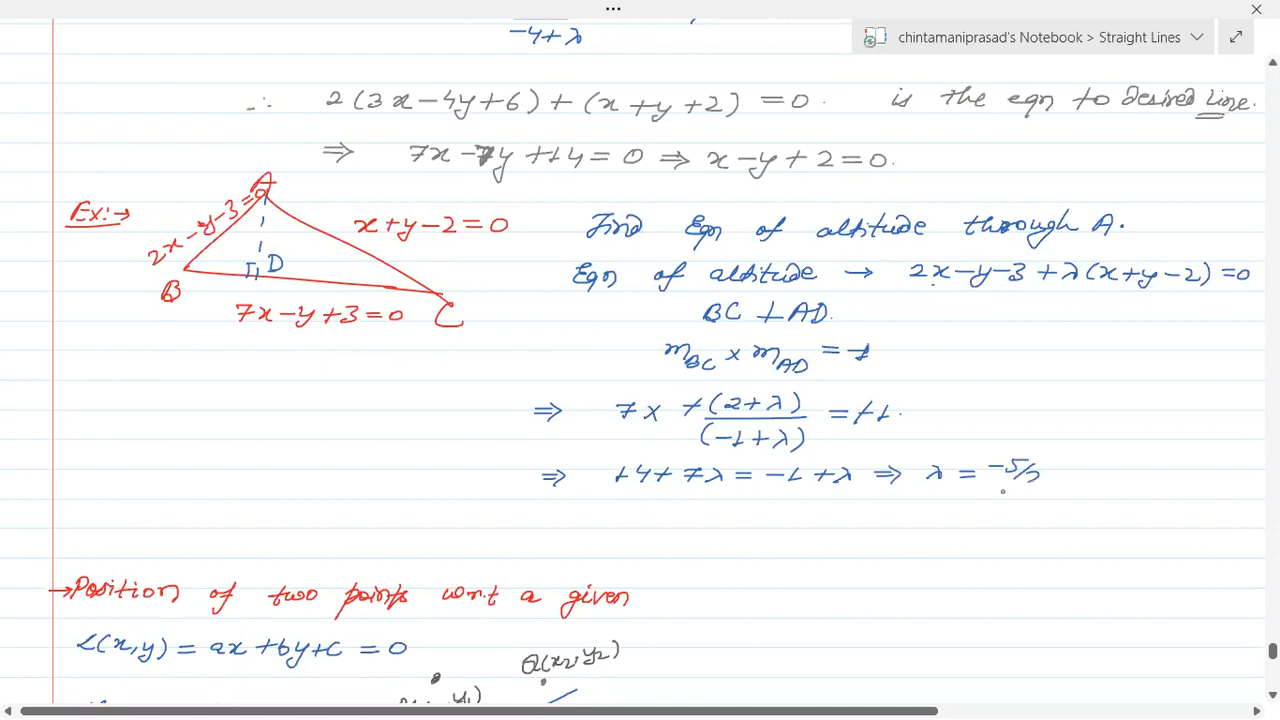 ...
-4+λ
chintamaniprasad's Notebook > Straight Lines
∴ 2(3x-4y+6)+(x+y+2)=0. is the eqn to desired Line.
⇒ 7x-7y+14=0 ⇒ x-y+2=0.
Ex:→
A
2x-y-3=0
x+y-2=0
D
B
7x-y+3=0
C
Find Eqn of altitude through A.
Eqn of altitude → 2x-y-3+λ(x+y-2)=0
BC ⊥ AD.
m_BC × m_AD = -1
⇒ 7 × -(2+λ)/(-1+λ) = -1.
⇒ 14+7λ = -1+λ ⇒ λ = -5/2
→Position of two points w.r.t a given
L(x,y) = ax+by+c = 0
Q(x2,y2)
y1)